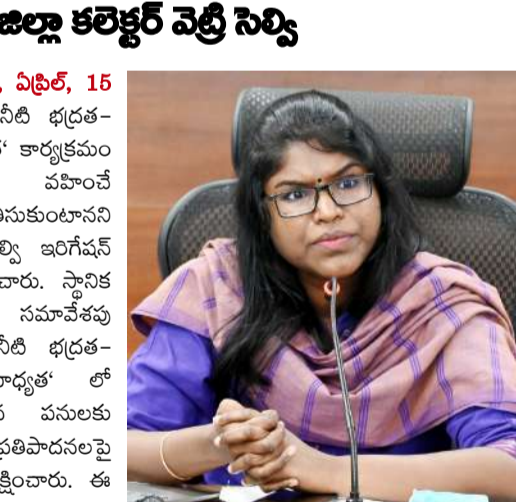 జిల్లా కలెక్టర్ వెట్రి సెల్వి
, ఏప్రిల్, 15
నీటి భద్రత-
' కార్యక్రమం
వహించే
తీసుకుంటానని
ల్వి ఇరిగేషన్
చారు. స్థానిక
సమావేశపు
నీటి భద్రత-
బాధ్యత' లో
పనులకు
ప్రతిపాదనలపై
క్షించారు. ఈ